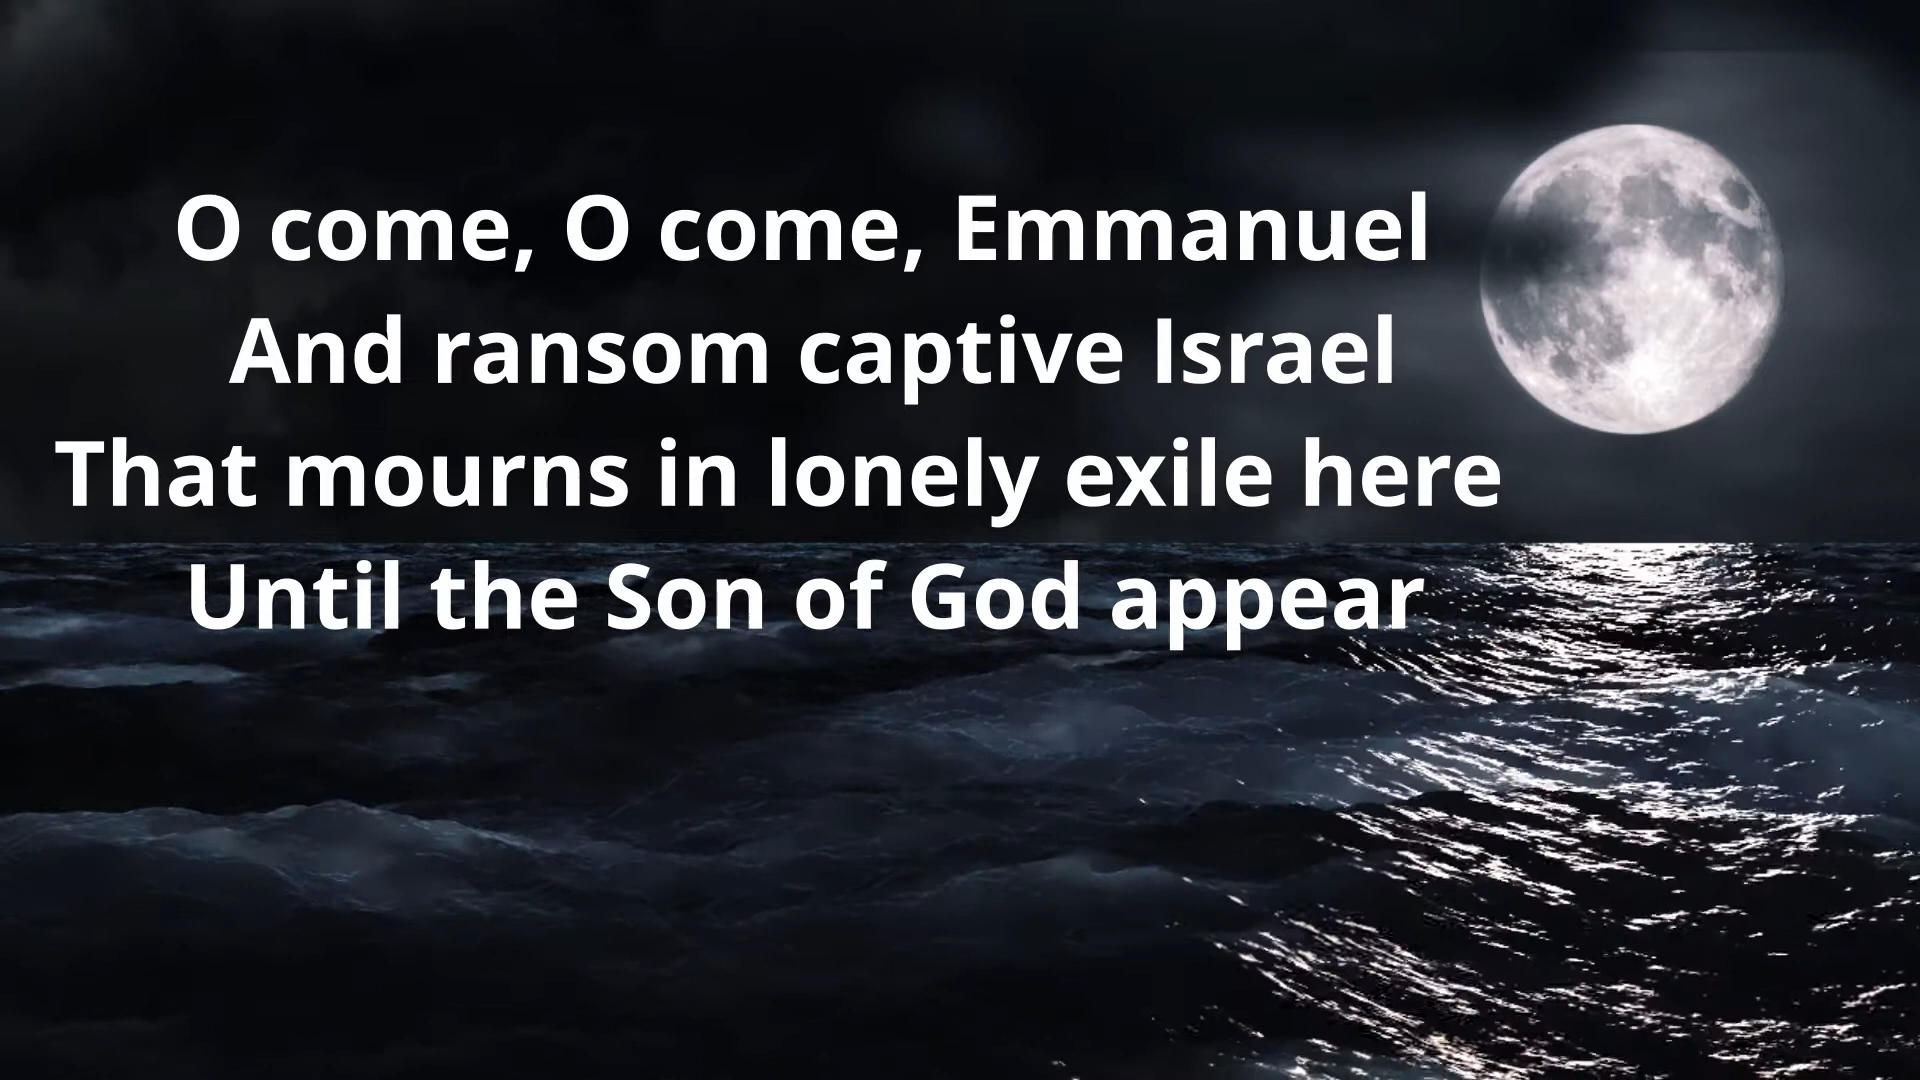 O come, O come, Emmanuel
And ransom captive Israel
That mourns in lonely exile here
Until the Son of God appear